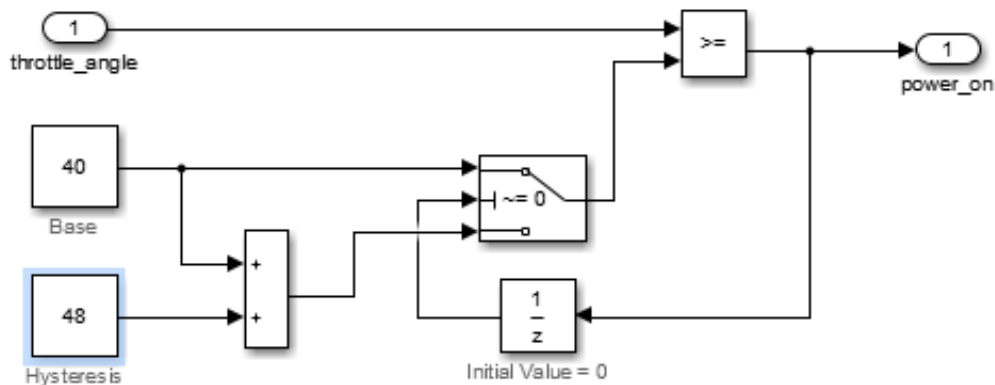 1
throttle_angle
>=
1
power_on
40
Base
~= 0
+
+
48
Hysteresis
1
z
Initial Value = 0